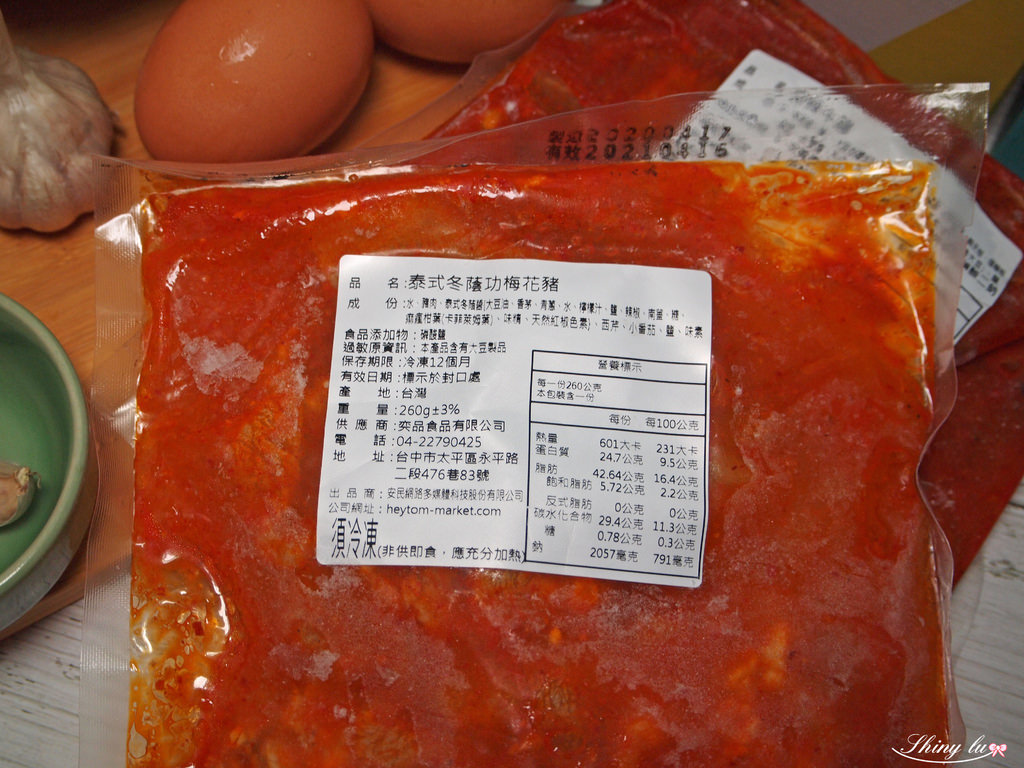 製造20200417
有效20210416
品名:泰式冬蔭功梅花豬
成份:水、豬肉、泰式冬蔭醬(大豆油、香茅、青蔥、水、檸檬汁、鹽、辣椒、南薑、糖、
麻瘋柑葉(卡菲萊姆葉)、味精、天然紅椒色素)、西芹、小番茄、鹽、味素
食品添加物:磷酸鹽
過敏原資訊:本產品含有大豆製品
保存期限:冷凍12個月
有效日期:標示於封口處
產地:台灣
重量:260g±3%
供應商:奕品食品有限公司
電話:04-22790425
地址:台中市太平區永平路
二段476巷83號
出品商:安民網路多媒體科技股份有限公司
公司網址:heytom-market.com
須冷凍(非供即食,應充分加熱)
營養標示
每一份260公克
本包裝含一份
每份 每100公克
熱量 601大卡 231大卡
蛋白質 24.7公克 9.5公克
脂肪 42.64公克 16.4公克
飽和脂肪 5.72公克 2.2公克
反式脂肪 0公克 0公克
碳水化合物 29.4公克 11.3公克
糖 0.78公克 0.3公克
鈉 2057毫克 791毫克
Shiny lu